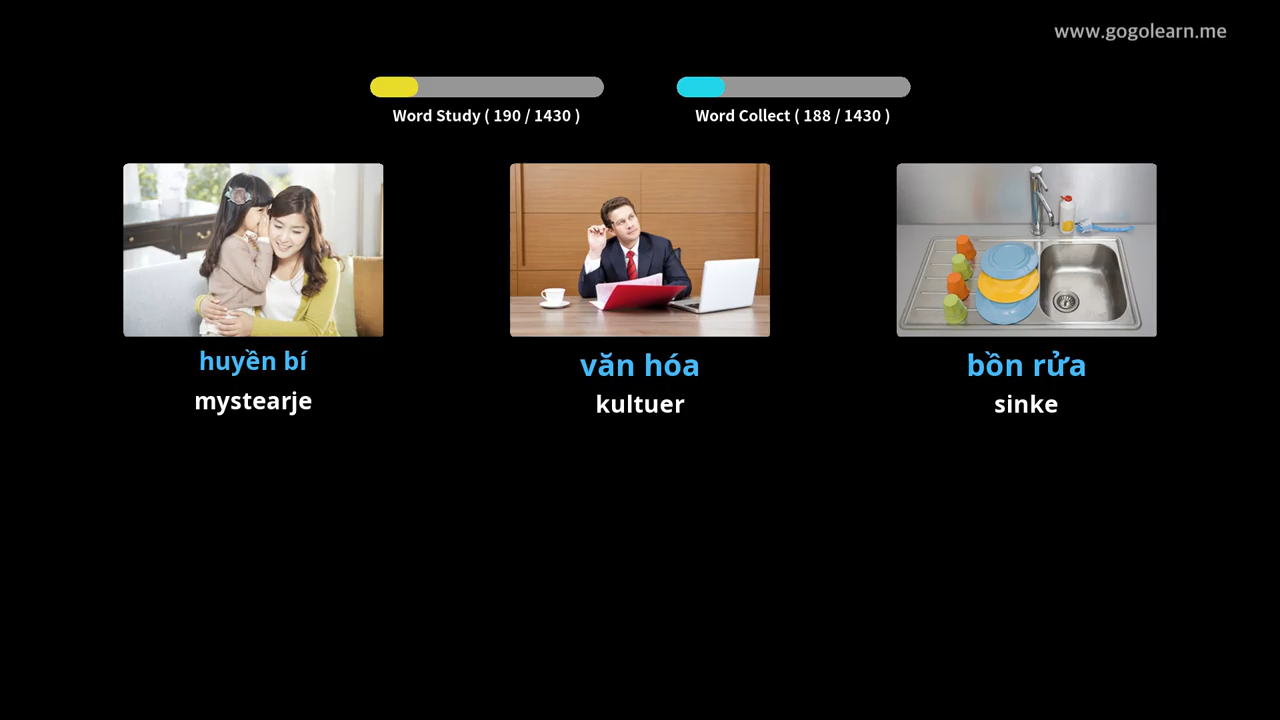 www.gogolearn.me
Word Study ( 190 / 1430 )
Word Collect ( 188 / 1430 )
huyền bí
mystearje
văn hóa
kultuer
bồn rửa
sinke